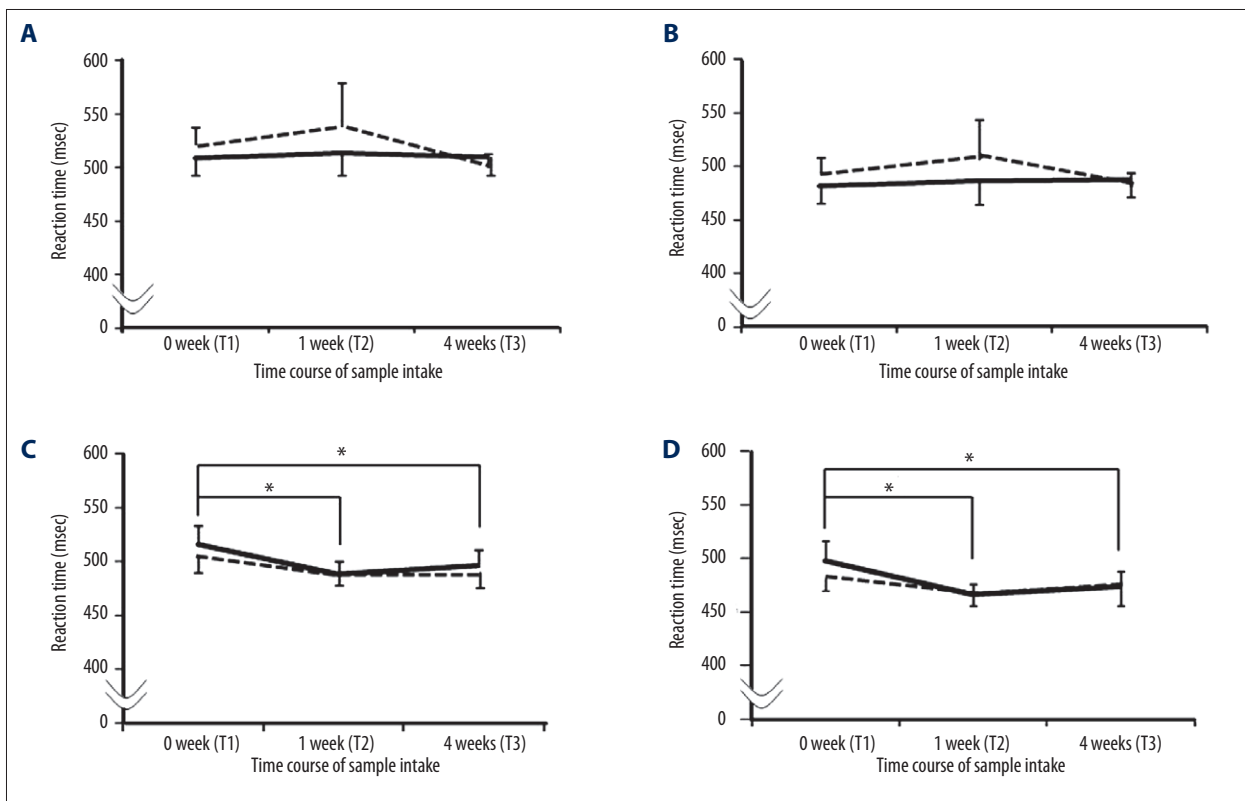 A
600
550
500
450
400
0
Reaction time (msec)
0 week (T1) 1 week (T2) 4 weeks (T3)
Time course of sample intake
B
600
550
500
450
400
0
Reaction time (msec)
0 week (T1) 1 week (T2) 4 weeks (T3)
Time course of sample intake
C
600
550
500
450
400
0
Reaction time (msec)
*
*
0 week (T1) 1 week (T2) 4 weeks (T3)
Time course of sample intake
D
600
550
500
450
400
0
Reaction time (msec)
*
*
0 week (T1) 1 week (T2) 4 weeks (T3)
Time course of sample intake